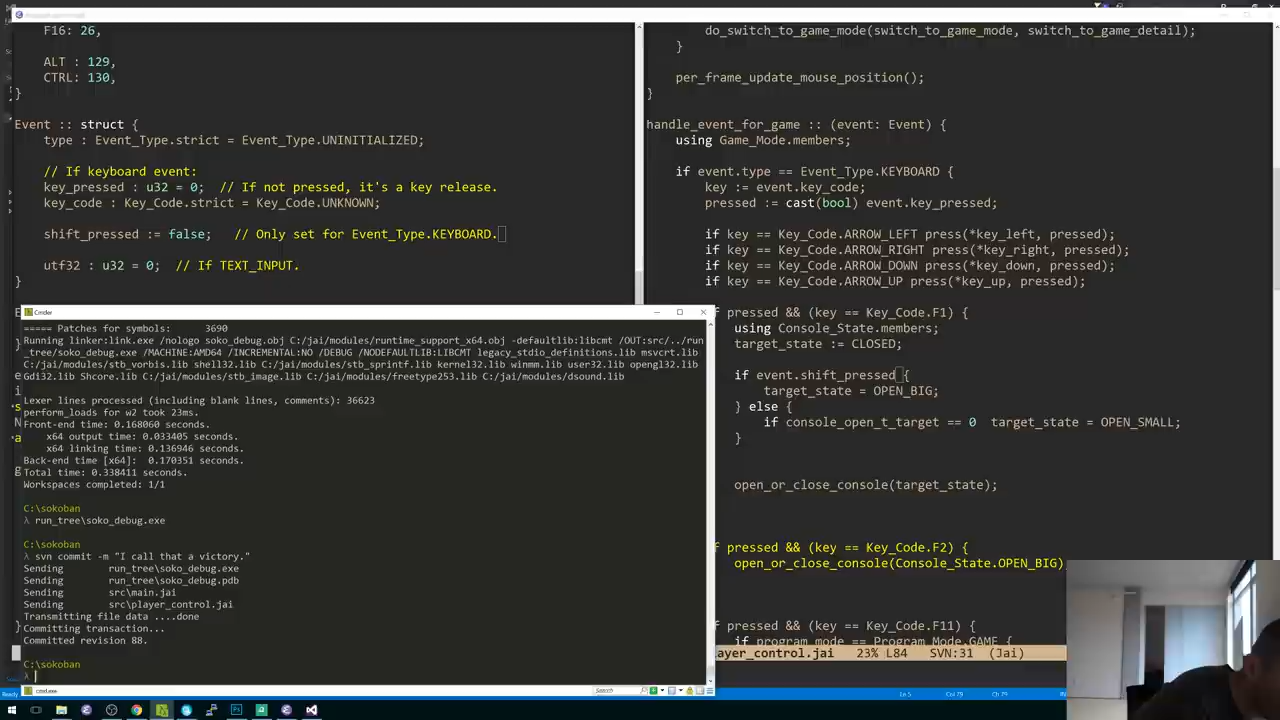 F16: 26,
ALT : 129,
CTRL: 130,
}
Event :: struct {
type : Event_Type.strict = Event_Type.UNINITIALIZED;
// If keyboard event:
key_pressed : u32 = 0;  // If not pressed, it's a key release.
key_code : Key_Code.strict = Key_Code.UNKNOWN;
shift_pressed := false;   // Only set for Event_Type.KEYBOARD.
utf32 : u32 = 0;  // If TEXT_INPUT.
}
do_switch_to_game_mode(switch_to_game_mode, switch_to_game_detail);
}
per_frame_update_mouse_position();
}
handle_event_for_game :: (event: Event) {
using Game_Mode.members;
if event.type == Event_Type.KEYBOARD {
key := event.key_code;
pressed := cast(bool) event.key_pressed;
if key == Key_Code.ARROW_LEFT press(*key_left, pressed);
if key == Key_Code.ARROW_RIGHT press(*key_right, pressed);
if key == Key_Code.ARROW_DOWN press(*key_down, pressed);
if key == Key_Code.ARROW_UP press(*key_up, pressed);
f pressed && (key == Key_Code.F1) {
using Console_State.members;
target_state := CLOSED;
if event.shift_pressed {
target_state = OPEN_BIG;
} else {
if console_open_t_target == 0  target_state = OPEN_SMALL;
}
open_or_close_console(target_state);
f pressed && (key == Key_Code.F2) {
open_or_close_console(Console_State.OPEN_BIG)
f pressed && (key == Key_Code.F11) {
if program_mode == Program_Mode.GAME {
ayer_control.jai   23% L84   SVN:31  (Jai)
Cmder
===== Patches for symbols:     3690
Running linker:link.exe /nologo soko_debug.obj C:/jai/modules/runtime_support_x64.obj -defaultlib:libcmt /OUT:src/../run
_tree/soko_debug.exe /MACHINE:AMD64 /INCREMENTAL:NO /DEBUG /NODEFAULTLIB:LIBCMT legacy_stdio_definitions.lib msvcrt.lib
C:/jai/modules/stb_vorbis.lib shell32.lib C:/jai/modules/stb_sprintf.lib kernel32.lib winmm.lib user32.lib opengl32.lib
Gdi32.lib Shcore.lib C:/jai/modules/stb_image.lib C:/jai/modules/freetype253.lib C:/jai/modules/dsound.lib
Lexer lines processed (including blank lines, comments): 36623
perform_loads for w2 took 23ms.
Front-end time: 0.168060 seconds.
x64 output time: 0.033405 seconds.
x64 linking time: 0.136946 seconds.
Back-end time [x64]:  0.170351 seconds.
Total time: 0.338411 seconds.
Workspaces completed: 1/1
C:\sokoban
λ run_tree\soko_debug.exe
C:\sokoban
λ svn commit -m "I call that a victory."
Sending        run_tree\soko_debug.exe
Sending        run_tree\soko_debug.pdb
Sending        src\main.jai
Sending        src\player_control.jai
Transmitting file data ....done
Committing transaction...
Committed revision 88.
C:\sokoban
λ
cmd.exe
Search
Ready
Ln 5
Col 79
Ch 79